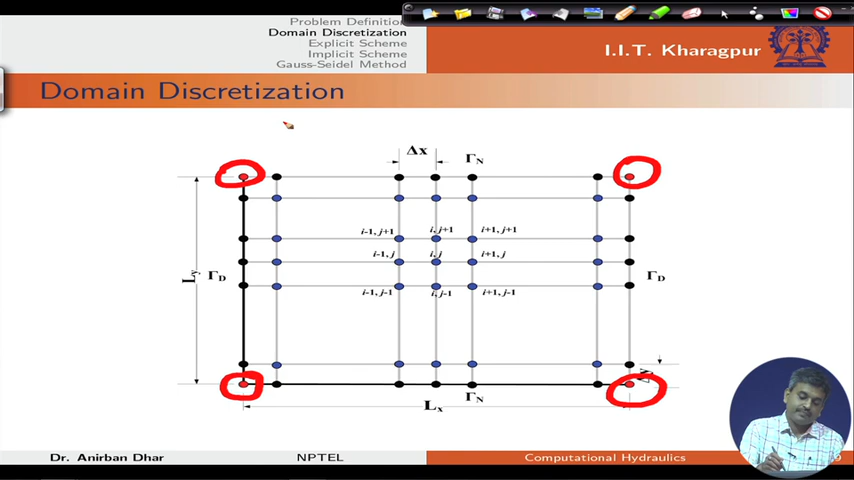 Problem Definition
Domain Discretization
Explicit Scheme
Implicit Scheme
Gauss-Seidel Method
I.I.T. Kharagpur
Domain Discretization
Δx
ΓN
i-1, j+1
i, j+1
i+1, j+1
i-1, j
i, j
i+1, j
Ly
ΓD
ΓD
i-1, j-1
i, j-1
i+1, j-1
ΓN
Lx
Dr. Anirban Dhar
NPTEL
Computational Hydraulics